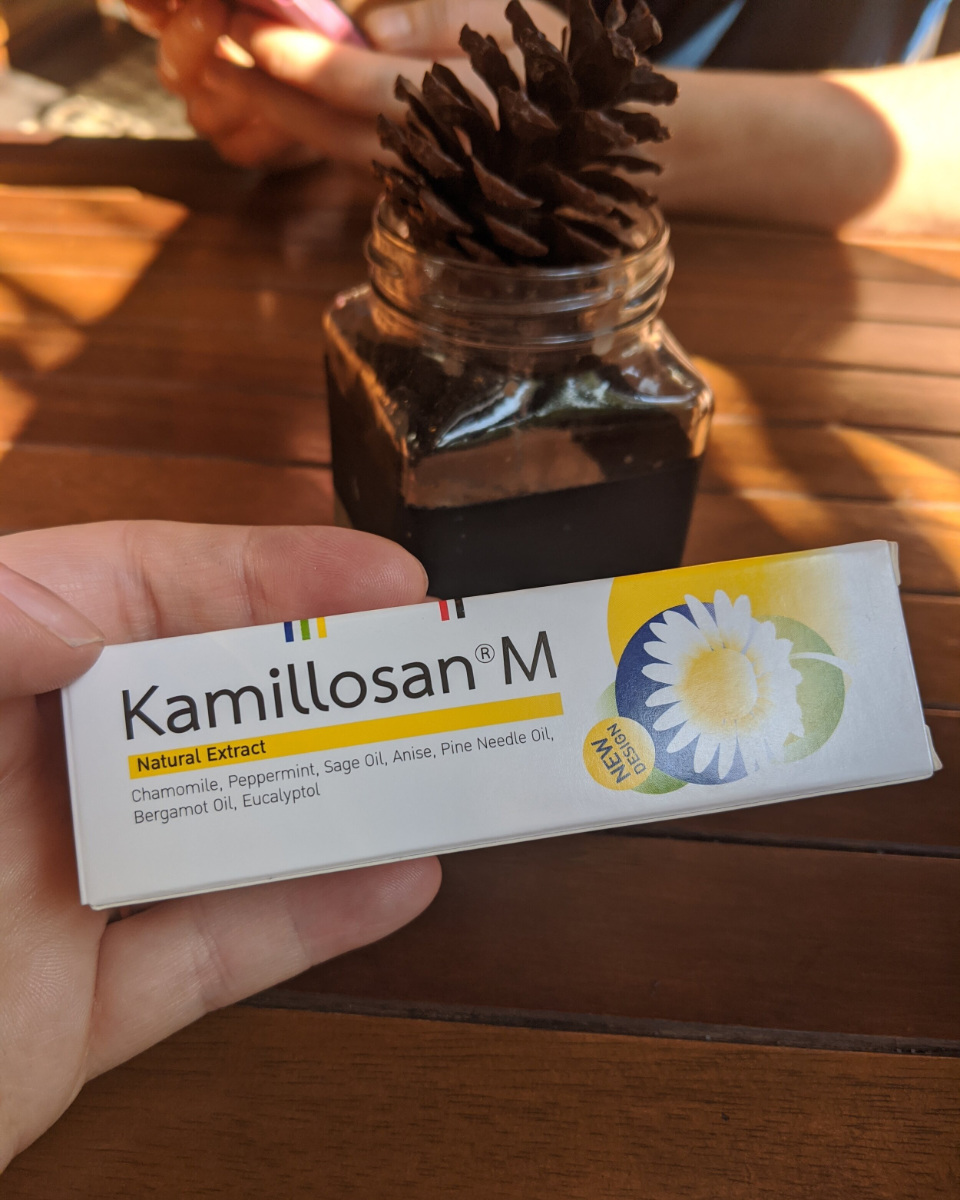 Kamillosan® M
Natural Extract
Chamomile, Peppermint, Sage Oil, Anise, Pine Needle Oil,
Bergamot Oil, Eucalyptol
NEW
DESIGN